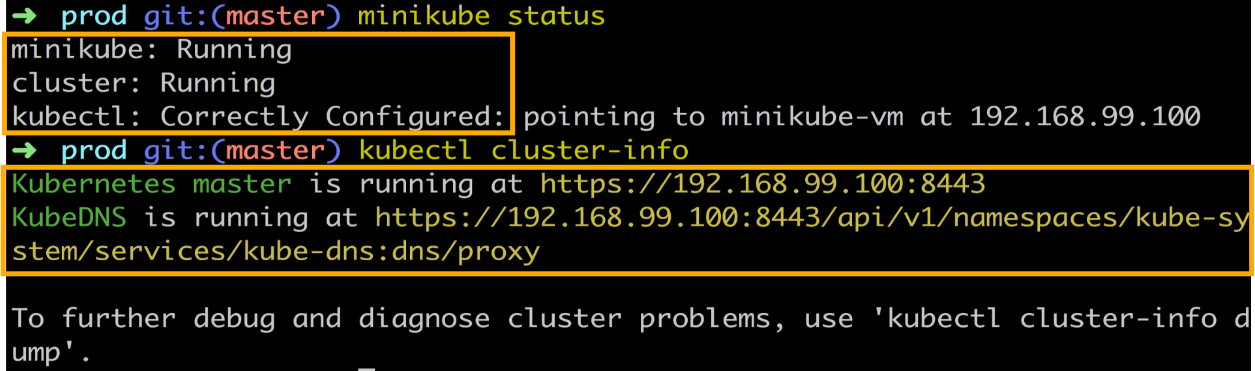 ➜ prod git:(master) minikube status
minikube: Running
cluster: Running
kubectl: Correctly Configured: pointing to minikube-vm at 192.168.99.100
➜ prod git:(master) kubectl cluster-info
Kubernetes master is running at https://192.168.99.100:8443
KubeDNS is running at https://192.168.99.100:8443/api/v1/namespaces/kube-sy
stem/services/kube-dns:dns/proxy
To further debug and diagnose cluster problems, use 'kubectl cluster-info d
ump'.